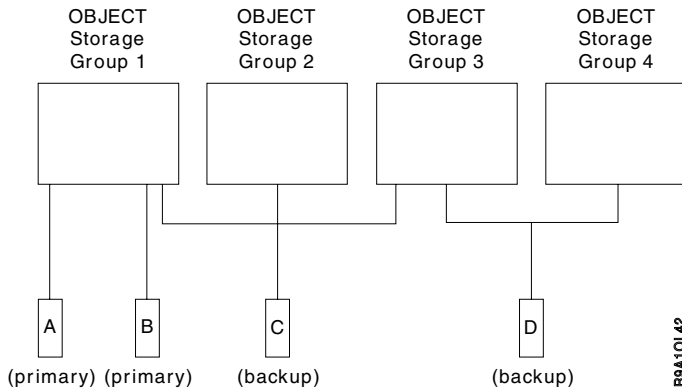 OBJECT
Storage
Group 1
OBJECT
Storage
Group 2
OBJECT
Storage
Group 3
OBJECT
Storage
Group 4
A
B
C
D
(primary)
(primary)
(backup)
(backup)
B9A1OL42